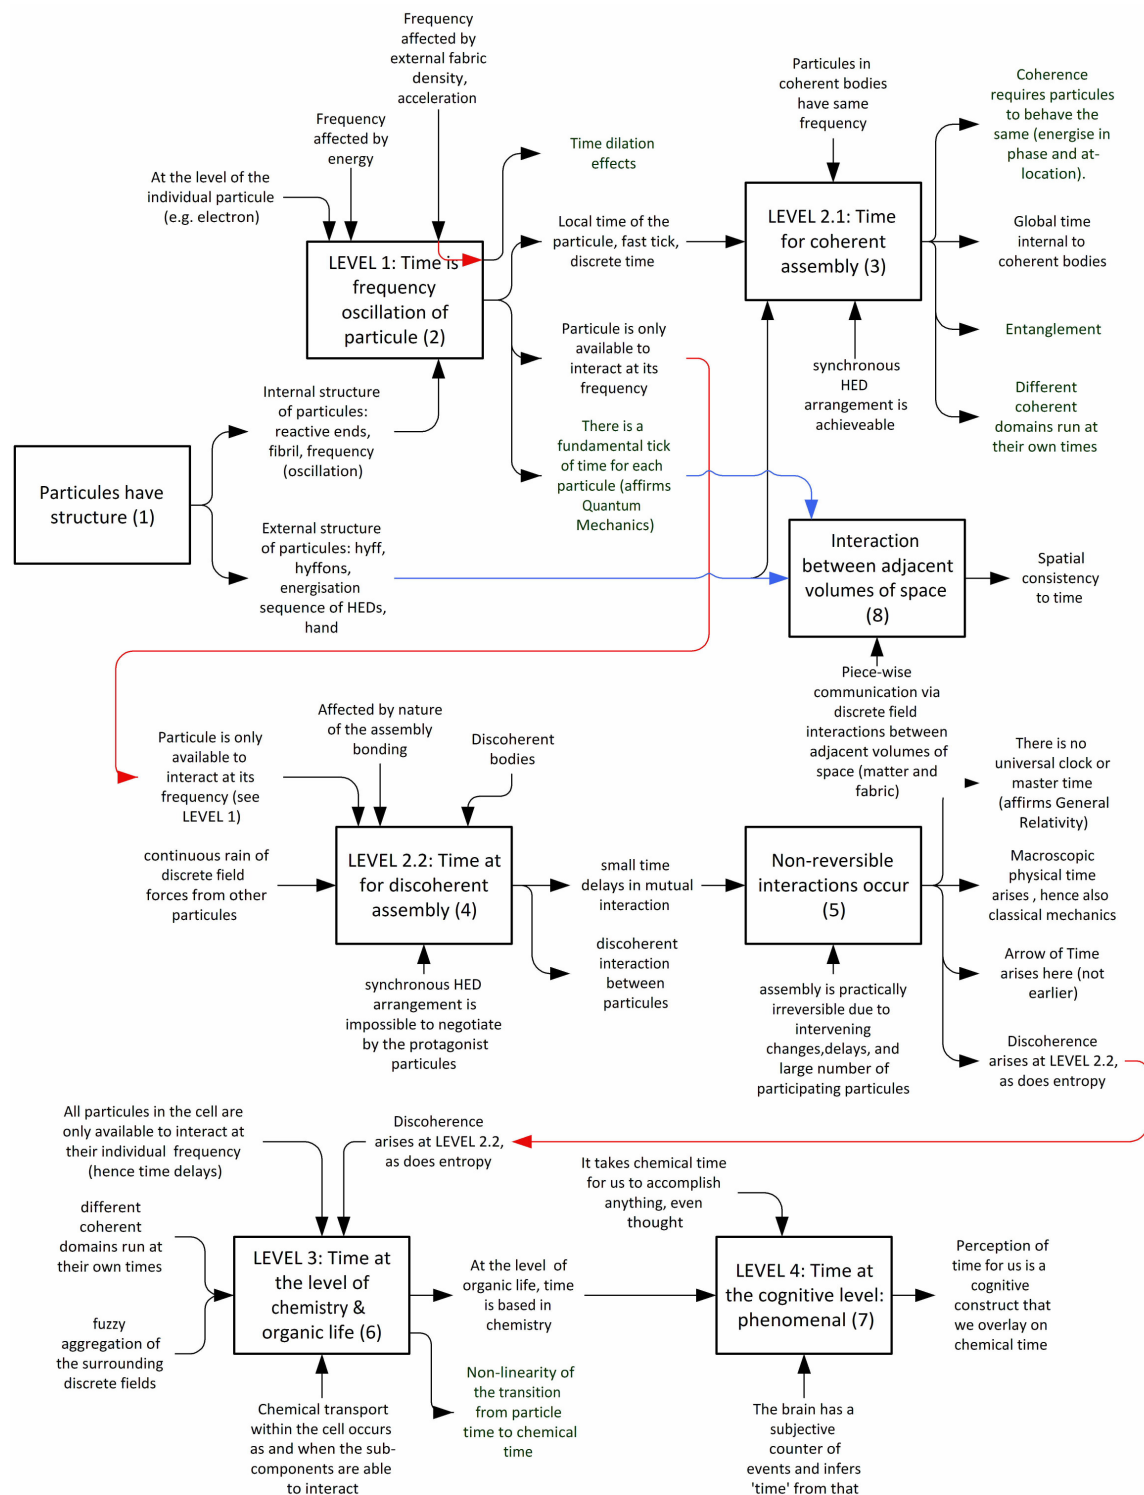 Frequency
affected by
external fabric
density,
acceleration
Frequency
affected by
energy
At the level of the
individual particule
(e.g. electron)
LEVEL 1: Time is
frequency
oscillation of
particule (2)
Time dilation
effects
Local time of the
particule, fast tick,
discrete time
Particule is only
available to
interact at its
frequency
There is a
fundamental tick
of time for each
particule (affirms
Quantum
Mechanics)
Particles in
coherent bodies
have same
frequency
LEVEL 2.1: Time
for coherent
assembly (3)
synchronous
HED
arrangement is
achieveable
Coherence
requires particules
to behave the
same (energise in
phase and at-
location).
Global time
internal to
coherent bodies
Entanglement
Different
coherent
domains run at
their own times
Particules have
structure (1)
Internal structure
of particules:
reactive ends,
fibril, frequency
(oscillation)
External structure
of particules: hyff,
hyffons,
energisation
sequence of HEDs,
hand
Interaction
between adjacent
volumes of space
(8)
Spatial
consistency
to time
Piece-wise
communication via
discrete field
interactions between
adjacent volumes of
space (matter and
fabric)
Particule is only
available to
interact at its
frequency (see
LEVEL 1)
Affected by nature
of the assembly
bonding
Discoherent
bodies
continuous rain of
discrete field
forces from other
particules
LEVEL 2.2: Time at
for discoherent
assembly (4)
synchronous HED
arrangement is
impossible to negotiate
by the protagonist
particules
small time
delays in mutual
interaction
discoherent
interaction
between
particules
Non-reversible
interactions occur
(5)
assembly is practically
irreversible due to
intervening
changes,delays, and
large number of
participating particules
There is no
universal clock or
master time
(affirms General
Relativity)
Macroscopic
physical time
arises , hence also
classical mechanics
Arrow of Time
arises here (not
earlier)
Discoherence
arises at LEVEL 2.2,
as does entropy
All particules in the cell are
only available to interact at
their individual  frequency
(hence time delays)
Discoherence
arises at LEVEL 2.2,
as does entropy
different
coherent
domains run at
their own times
fuzzy
aggregation of
the surrounding
discrete fields
LEVEL 3: Time at
the level of
chemistry &
organic life (6)
Chemical transport
within the cell occurs
as and when the sub-
components are able
to interact
At the level  of
organic life, time
is based in
chemistry
Non-linearity of
the transition
from particle
time to chemical
time
It takes chemical time
for us to accomplish
anything, even
thought
LEVEL 4: Time at
the cognitive level:
phenomenal (7)
The brain has a
subjective
counter of
events and infers
'time' from that
Perception of
time for us is a
cognitive
construct that
we overlay on
chemical time